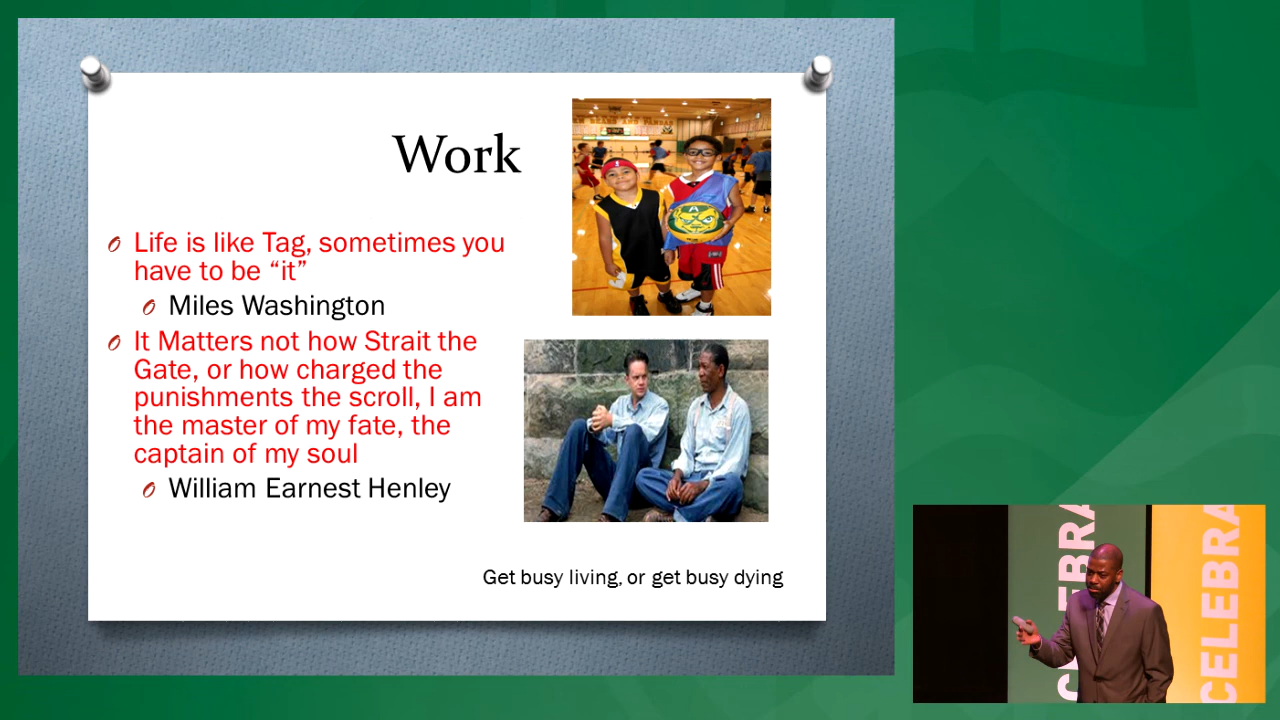 Work
Life is like Tag, sometimes you
have to be “it”
Miles Washington
It Matters not how Strait the
Gate, or how charged the
punishments the scroll, I am
the master of my fate, the
captain of my soul
William Earnest Henley
Get busy living, or get busy dying
CELEBRA